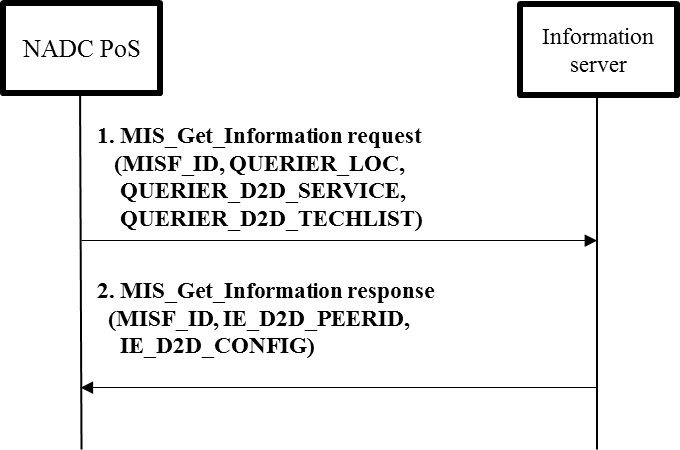 NADC PoS
Information
server
1. MIS_Get_Information request
(MISF_ID, QUERIER_LOC,
QUERIER_D2D_SERVICE,
QUERIER_D2D_TECHLIST)
2. MIS_Get_Information response
(MISF_ID, IE_D2D_PEERID,
IE_D2D_CONFIG)